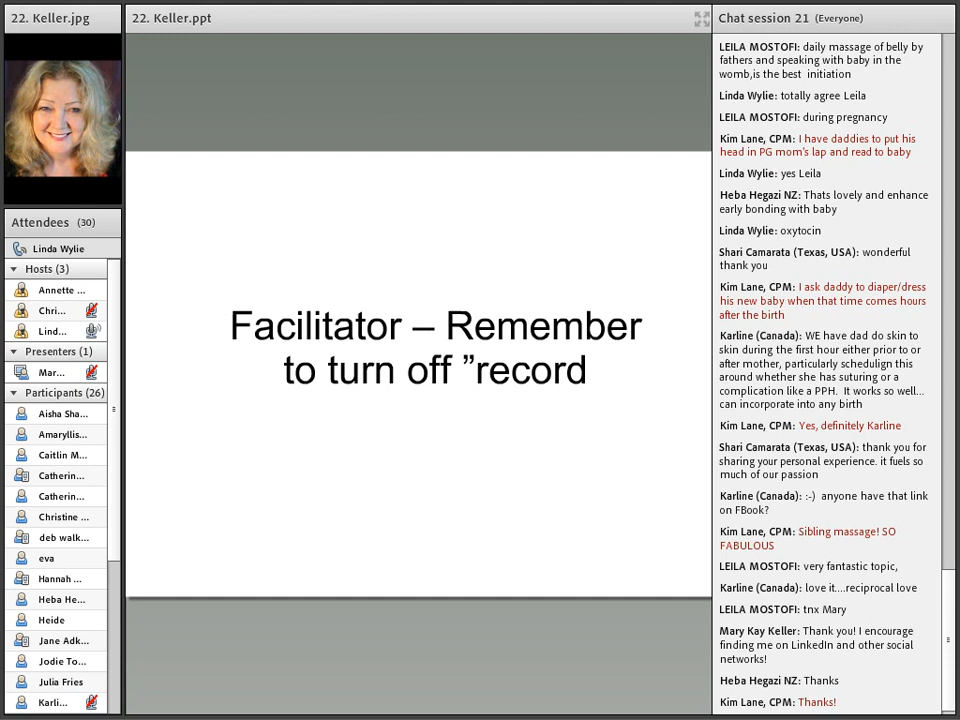 22. Keller.jpg
22. Keller.ppt
Chat session 21 (Everyone)
Attendees (30)
Linda Wylie
Hosts (3)
Annette ...
Chri...
Lind...
Presenters (1)
Mar...
Participants (26)
Aisha Sha...
Amaryllis...
Caitlin M...
Catherin...
Catherin...
Christine ...
deb walk...
eva
Hannah ...
Heba He...
Heide
Jane Adk...
Jodie To...
Julia Fries
Karli...
Facilitator – Remember
to turn off ”record
LEILA MOSTOFI: daily massage of belly by
fathers and speaking with baby in the
womb,is the best initiation
Linda Wylie: totally agree Leila
LEILA MOSTOFI: during pregnancy
Kim Lane, CPM: I have daddies to put his
head in PG mom's lap and read to baby
Linda Wylie: yes Leila
Heba Hegazi NZ: Thats lovely and enhance
early bonding with baby
Linda Wylie: oxytocin
Shari Camarata (Texas, USA): wonderful
thank you
Kim Lane, CPM: I ask daddy to diaper/dress
his new baby when that time comes hours
after the birth
Karline (Canada): WE have dad do skin to
skin during the first hour either prior to or
after mother, particularly schedulign this
around whether she has suturing or a
complication like a PPH. It works so well...
can incorporate into any birth
Kim Lane, CPM: Yes, definitely Karline
Shari Camarata (Texas, USA): thank you for
sharing your personal experience. it fuels so
much of our passion
Karline (Canada): :-) anyone have that link
on FBook?
Kim Lane, CPM: Sibling massage! SO
FABULOUS
LEILA MOSTOFI: very fantastic topic,
Karline (Canada): love it....reciprocal love
LEILA MOSTOFI: tnx Mary
Mary Kay Keller: Thank you! I encourage
finding me on LinkedIn and other social
networks!
Heba Hegazi NZ: Thanks
Kim Lane, CPM: Thanks!